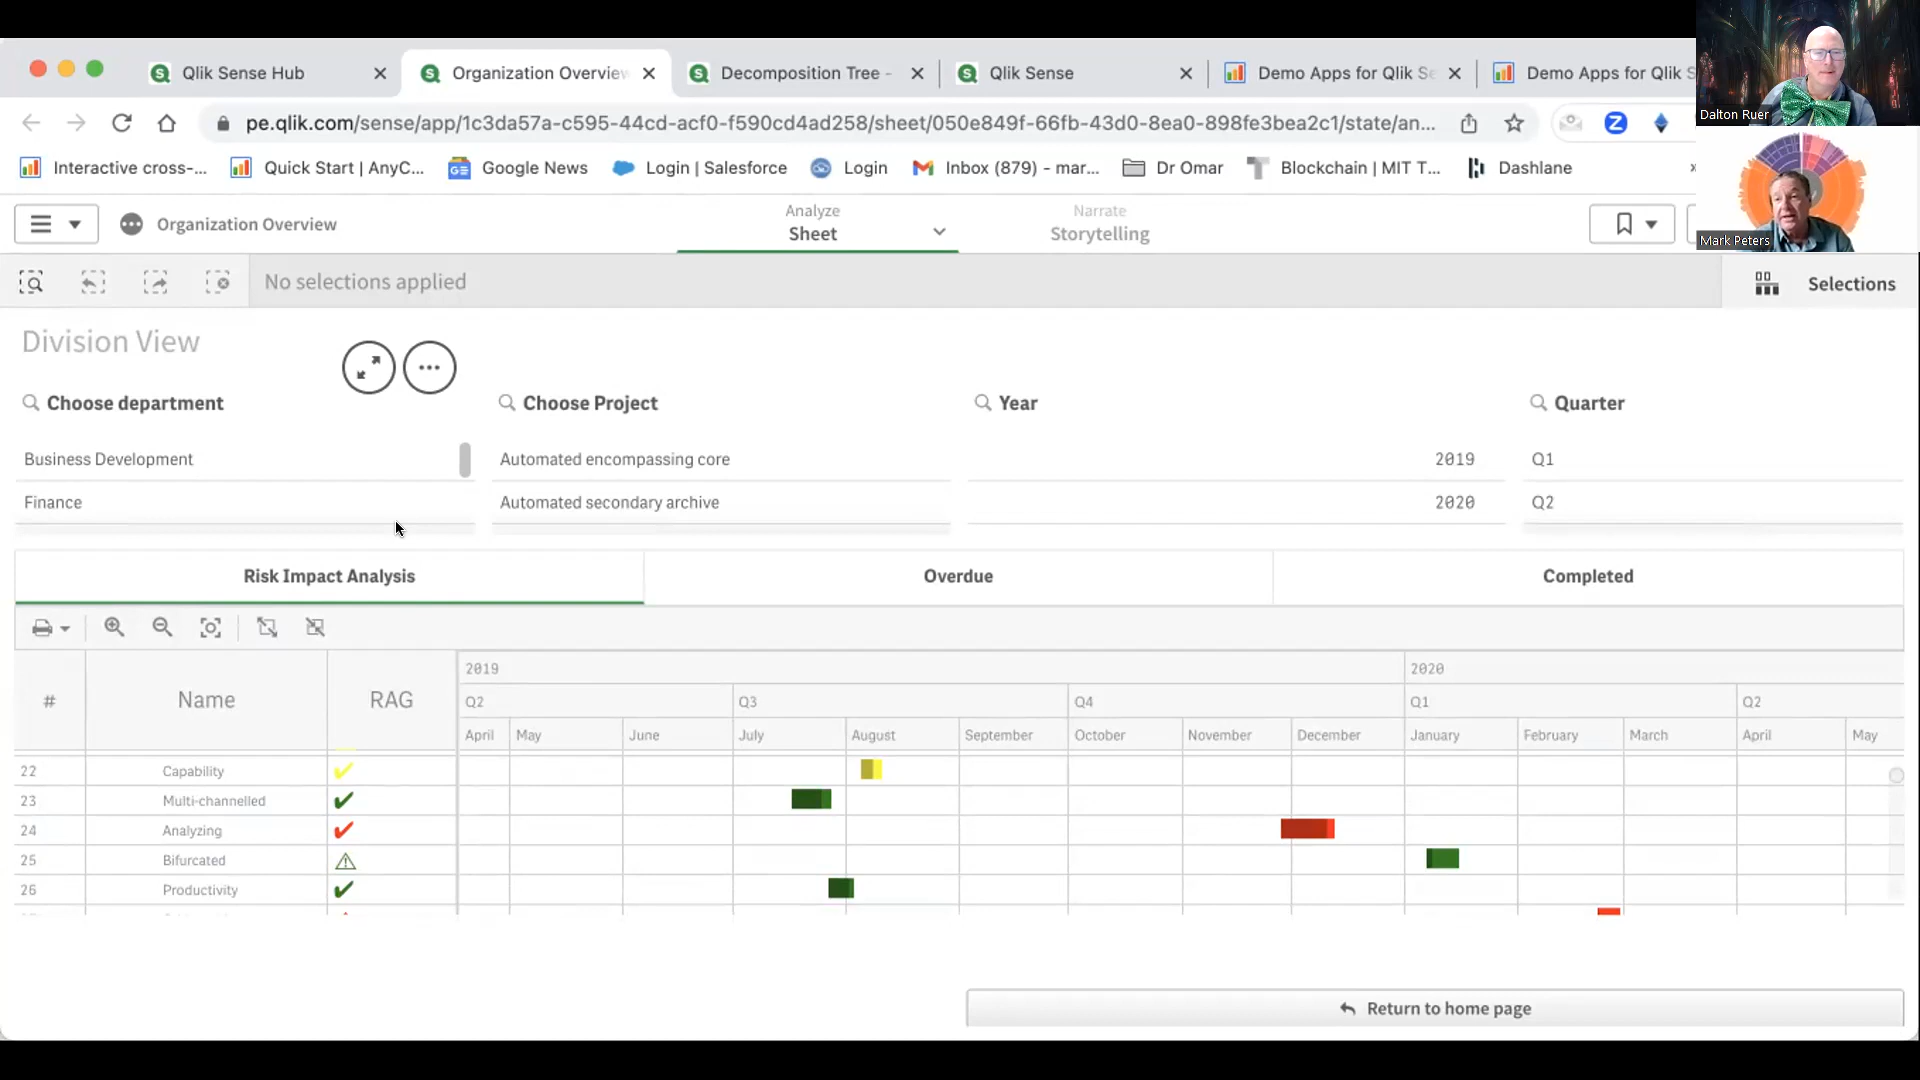 Qlik Sense Hub
Organization Overview
Decomposition Tree -
Qlik Sense
Demo Apps for Qlik Se
Demo Apps for Qlik S
pe.qlik.com/sense/app/1c3da57a-c595-44cd-acf0-f590cd4ad258/sheet/050e849f-66fb-43d0-8ea0-898fe3bea2c1/state/an...
Dalton Ruer
Interactive cross-...
Quick Start | AnyC...
Google News
Login | Salesforce
Login
Inbox (879) - mar...
Dr Omar
Blockchain | MIT T...
Dashlane
Mark Peters
Organization Overview
Analyze
Sheet
Narrate
Storytelling
No selections applied
Selections
Division View
Choose department
Choose Project
Year
Quarter
Business Development
Automated encompassing core
2019
Q1
Finance
Automated secondary archive
2020
Q2
Risk Impact Analysis
Overdue
Completed
# Name RAG
2019 2020
Q2 Q3 Q4 Q1 Q2
April May June July August September October November December January February March April May
22 Capability
23 Multi-channelled
24 Analyzing
25 Bifurcated
26 Productivity
Return to home page